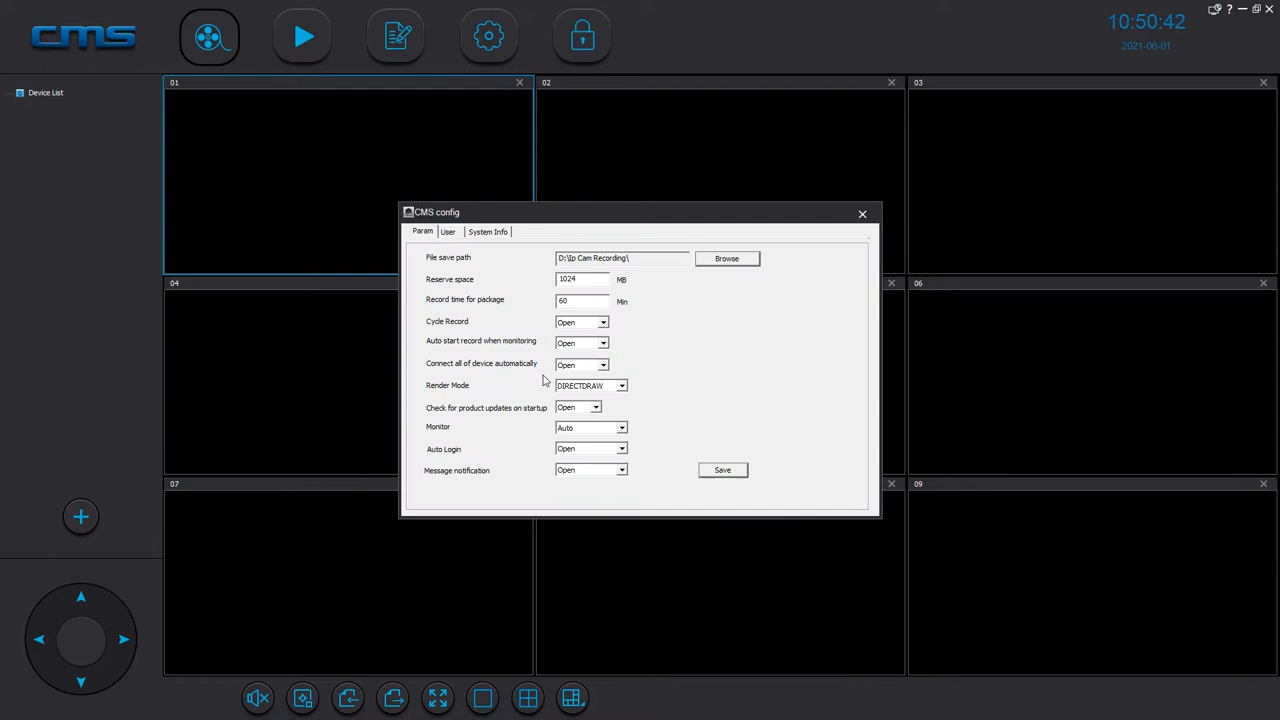 cms
?
10:50:42
2021-06-01
Device List
01
02
03
04
06
07
09
CMS config
Param User System Info
File save path D:\Ip Cam Recording\ Browse
Reserve space 1024 MB
Record time for package 60 Min
Cycle Record Open
Auto start record when monitoring Open
Connect all of device automatically Open
Render Mode DIRECTDRAW
Check for product updates on startup Open
Monitor Auto
Auto Login Open
Message notification Open Save